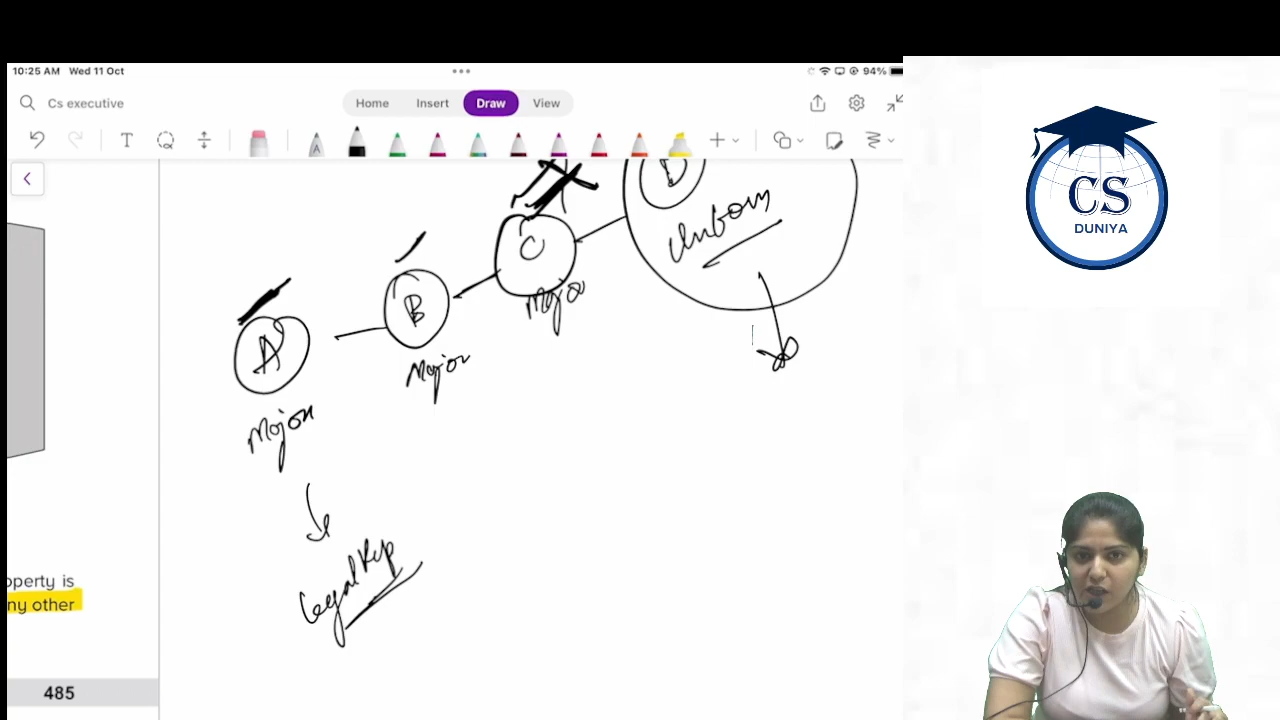 10:25 AM Wed 11 Oct
94%
Cs executive
Home Insert Draw View
T
A
D
Unborn
C
Major
B
Major
A
Major
Legal Rep
operty is
ny other
485
CS
DUNIYA